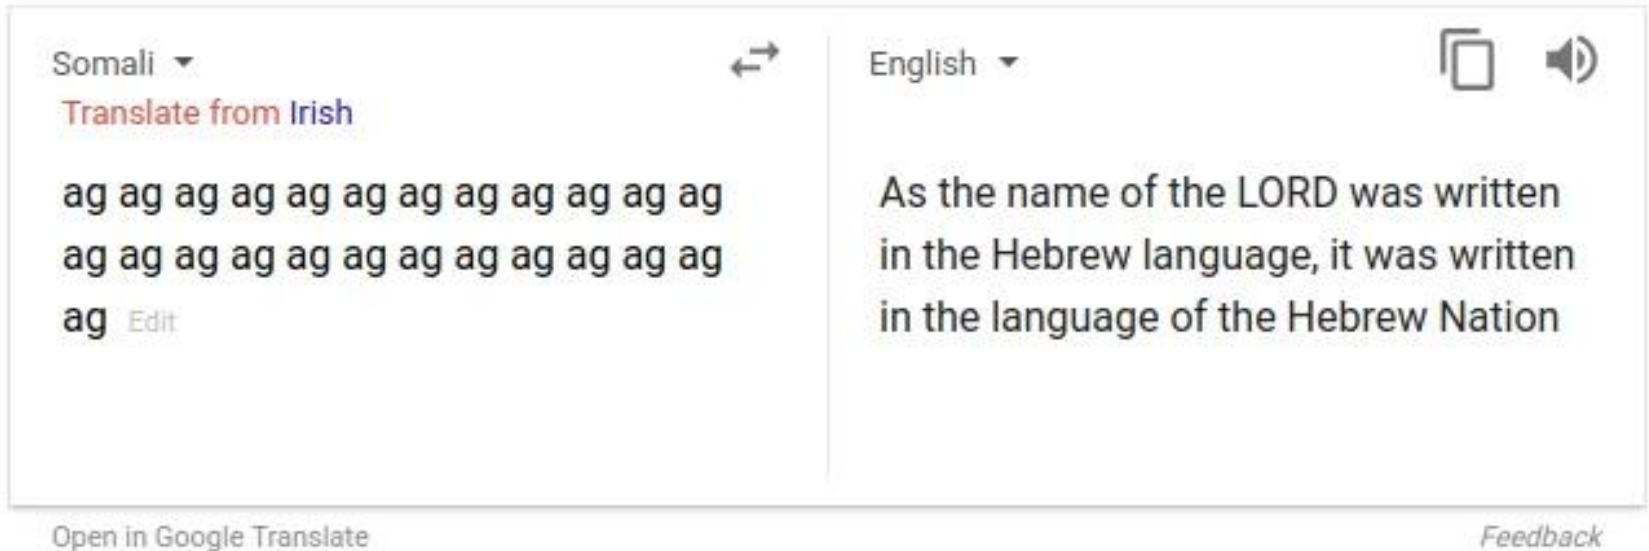 Somali
English
Translate from Irish
ag ag ag ag ag ag ag ag ag ag ag ag
ag ag ag ag ag ag ag ag ag ag ag ag
ag Edit
As the name of the LORD was written
in the Hebrew language, it was written
in the language of the Hebrew Nation
Open in Google Translate
Feedback